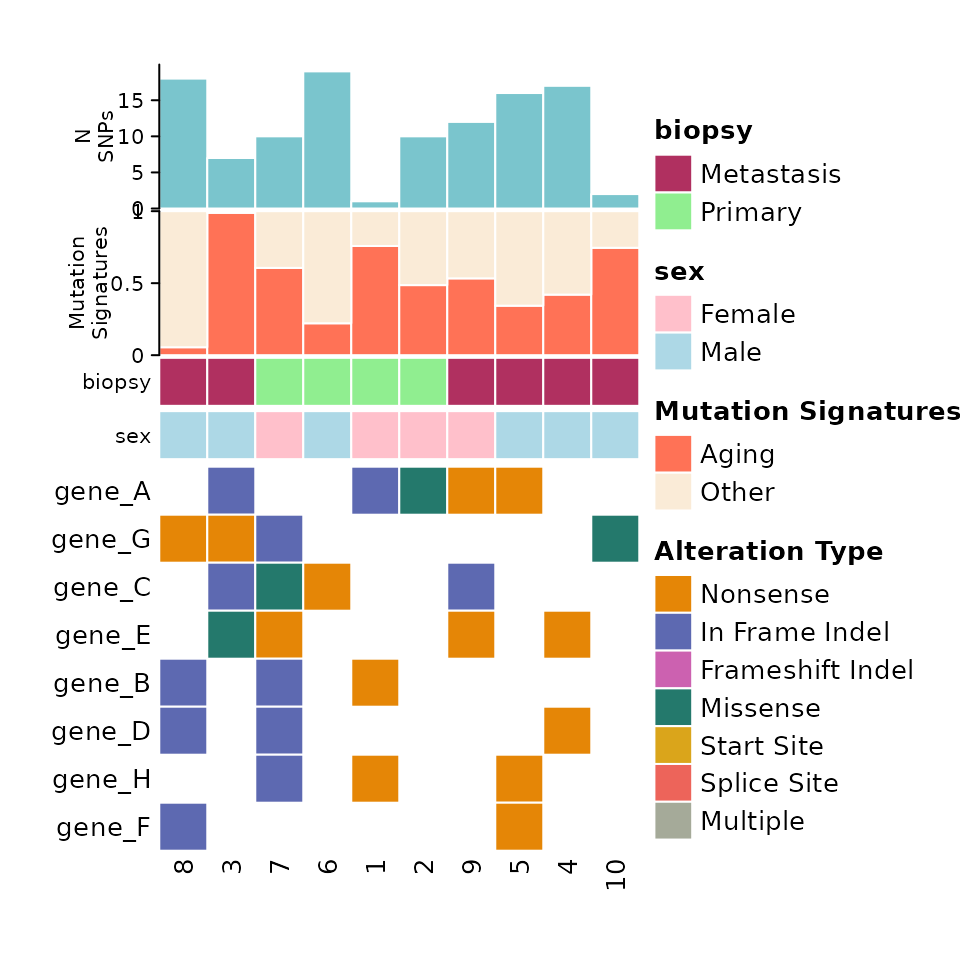 N
SNPs
15
10
5
0
Mutation
Signatures
1
0.5
0
biopsy
sex
gene_A
gene_G
gene_C
gene_E
gene_B
gene_D
gene_H
gene_F
8 3 7 6 1 2 9 5 4 10
biopsy
Metastasis
Primary
sex
Female
Male
Mutation Signatures
Aging
Other
Alteration Type
Nonsense
In Frame Indel
Frameshift Indel
Missense
Start Site
Splice Site
Multiple